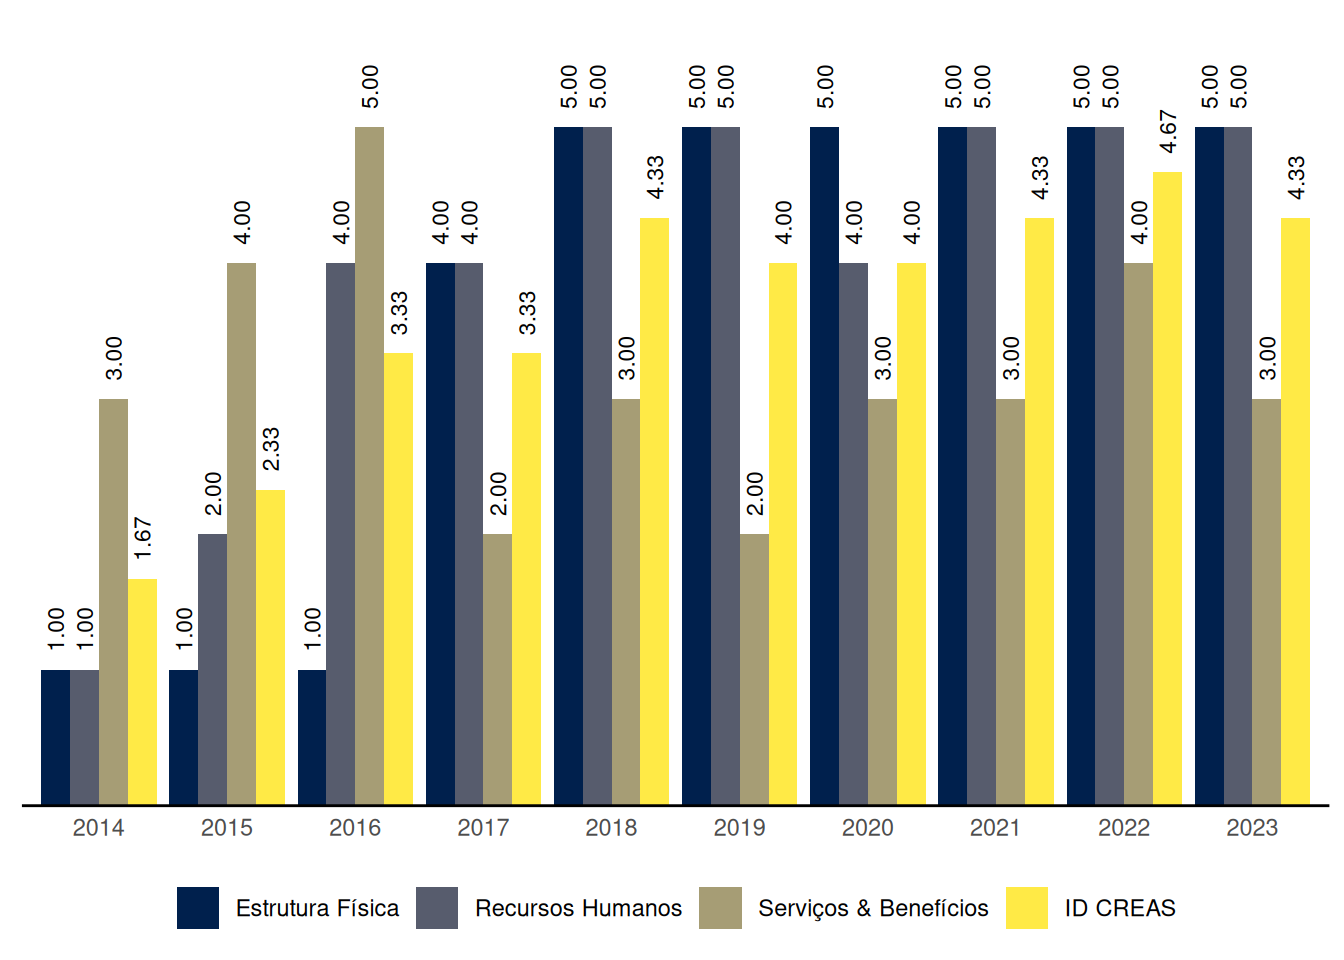 1.00 1.00 3.00 1.67
1.00 2.00 4.00 2.33
1.00 4.00 5.00 3.33
4.00 4.00 2.00 3.33
5.00 5.00 3.00 4.33
5.00 5.00 2.00 4.00
5.00 4.00 3.00 4.00
5.00 5.00 3.00 4.33
5.00 5.00 4.00 4.67
5.00 5.00 3.00 4.33
2014 2015 2016 2017 2018 2019 2020 2021 2022 2023
Estrutura Física Recursos Humanos Serviços & Benefícios ID CREAS